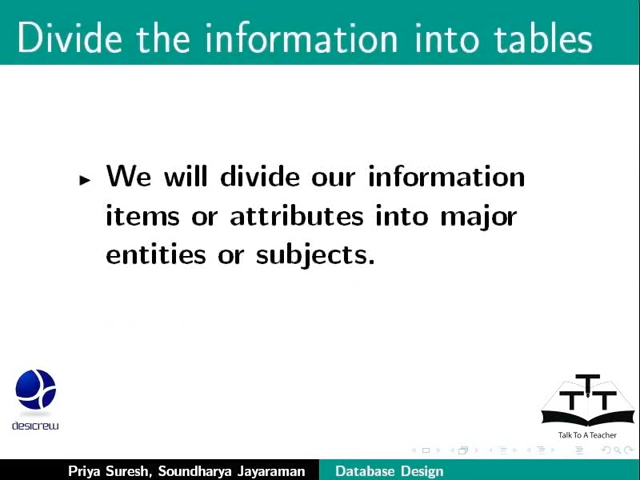 Divide the information into tables
We will divide our information
items or attributes into major
entities or subjects.
desicrew
TTT
Talk To A Teacher
Priya Suresh, Soundharya Jayaraman
Database Design